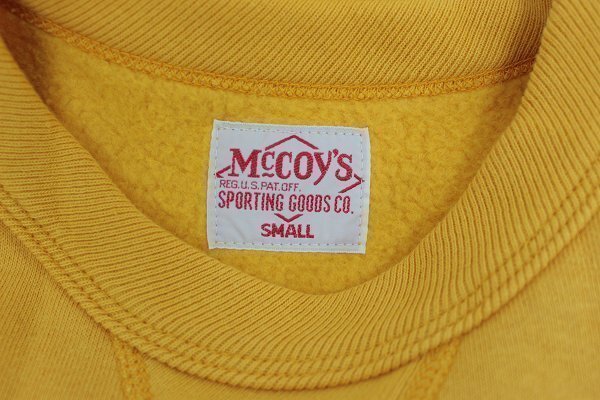 McCOY'S
REG. U.S. PAT. OFF.
SPORTING GOODS CO.
SMALL